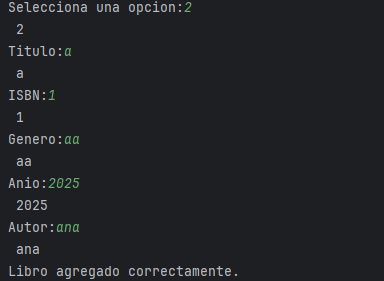 Selecciona una opcion:2
2
Titulo:a
a
ISBN:1
1
Genero:aa
aa
Anio:2025
2025
Autor:ana
ana
Libro agregado correctamente.